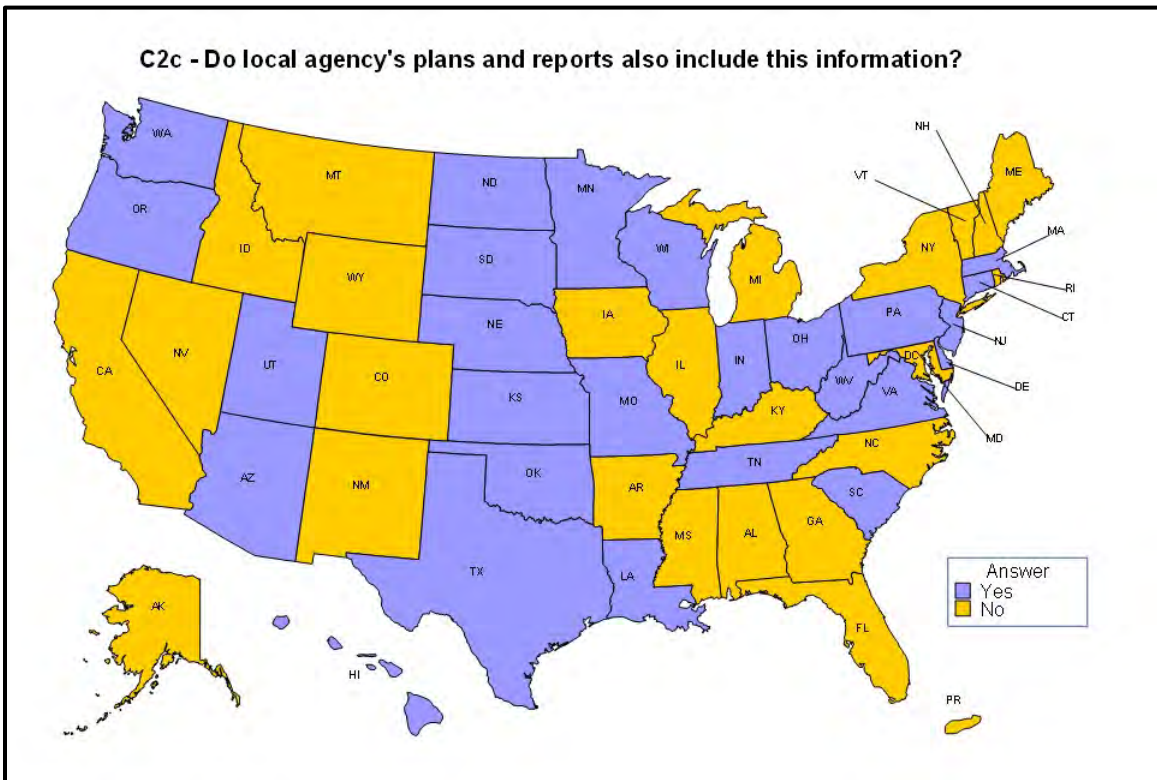 C2c - Do local agency's plans and reports also include this information?
NH
WA
ME
VT
MT
ND
MN
OR
MA
ID
WI
NY
SD
WY
MI
RI
PA
CT
IA
NE
OH
NJ
NV
IN
DC
UT
IL
CA
CO
WV
VA
DE
KS
MO
KY
MD
NC
TN
AZ
OK
NM
AR
SC
MS
AL
GA
TX
LA
Answer
Yes
No
AK
FL
HI
PR